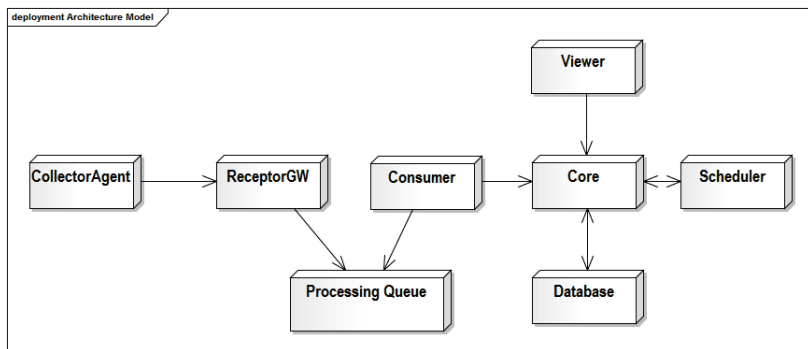 deployment Architecture Model
Viewer
CollectorAgent
ReceptorGW
Consumer
Core
Scheduler
Processing Queue
Database